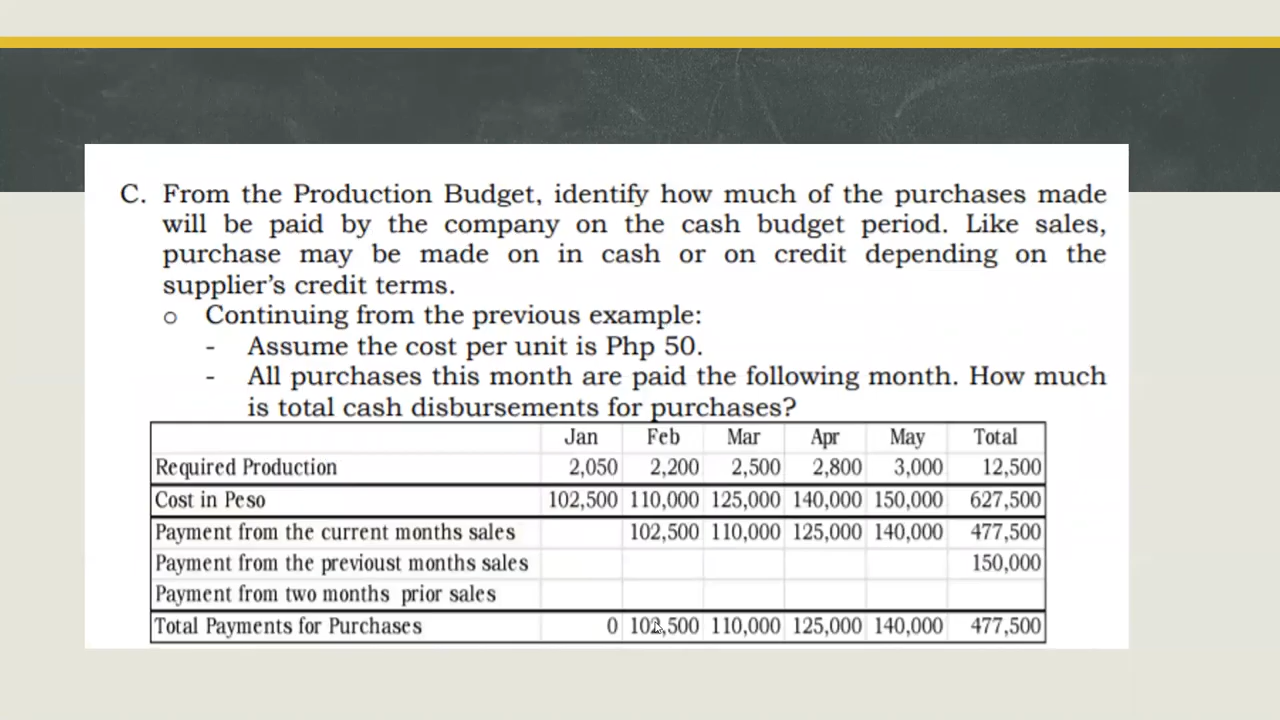 C. From the Production Budget, identify how much of the purchases made
will be paid by the company on the cash budget period. Like sales,
purchase may be made on in cash or on credit depending on the
supplier's credit terms.
o Continuing from the previous example:
- Assume the cost per unit is Php 50.
- All purchases this month are paid the following month. How much
is total cash disbursements for purchases?
Jan Feb Mar Apr May Total
Required Production 2,050 2,200 2,500 2,800 3,000 12,500
Cost in Peso 102,500 110,000 125,000 140,000 150,000 627,500
Payment from the current months sales 102,500 110,000 125,000 140,000 477,500
Payment from the previoust months sales 150,000
Payment from two months prior sales
Total Payments for Purchases 0 102,500 110,000 125,000 140,000 477,500